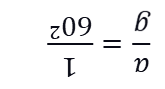 a/g = 1/60²